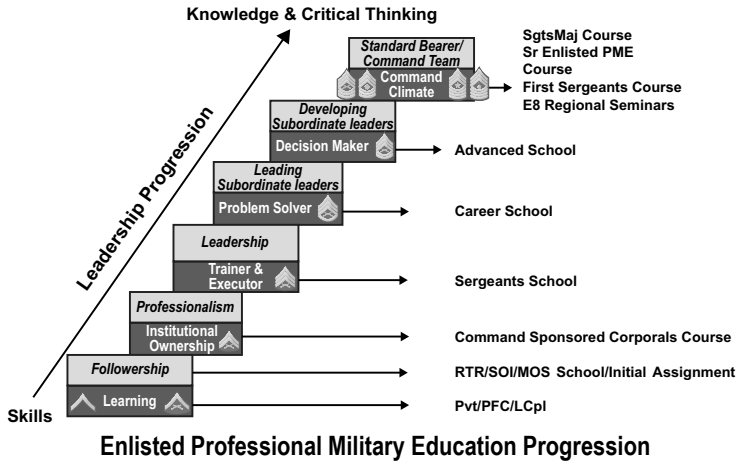 Knowledge & Critical Thinking
Leadership Progression
Skills
Standard Bearer/
Command Team
Command
Climate
SgtsMaj Course
Sr Enlisted PME
Course
First Sergeants Course
E8 Regional Seminars
Developing
Subordinate leaders
Decision Maker
Advanced School
Leading
Subordinate leaders
Problem Solver
Career School
Leadership
Trainer &
Executor
Sergeants School
Professionalism
Institutional
Ownership
Command Sponsored Corporals Course
Followership
RTR/SOI/MOS School/Initial Assignment
Learning
Pvt/PFC/LCpl
Enlisted Professional Military Education Progression